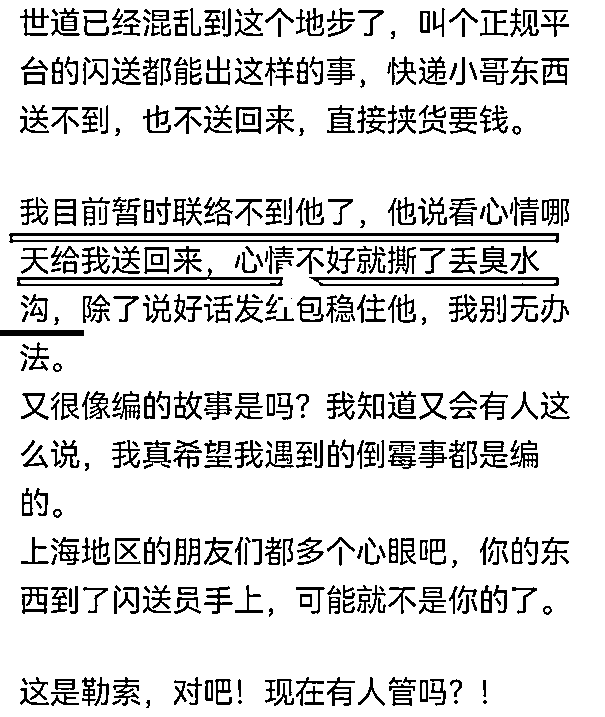 世道已经混乱到这个地步了，叫个正规平
台的闪送都能出这样的事，快递小哥东西
送不到，也不送回来，直接挟货要钱。
我目前暂时联络不到他了，他说看心情哪
天给我送回来，心情不好就撕了丢臭水
沟，除了说好话发红包稳住他，我别无办
法。
又很像编的故事是吗？我知道又会有人这
么说，我真希望我遇到的倒霉事都是编
的。
上海地区的朋友们都多个心眼吧，你的东
西到了闪送员手上，可能就不是你的了。
这是勒索，对吧！现在有人管吗？！